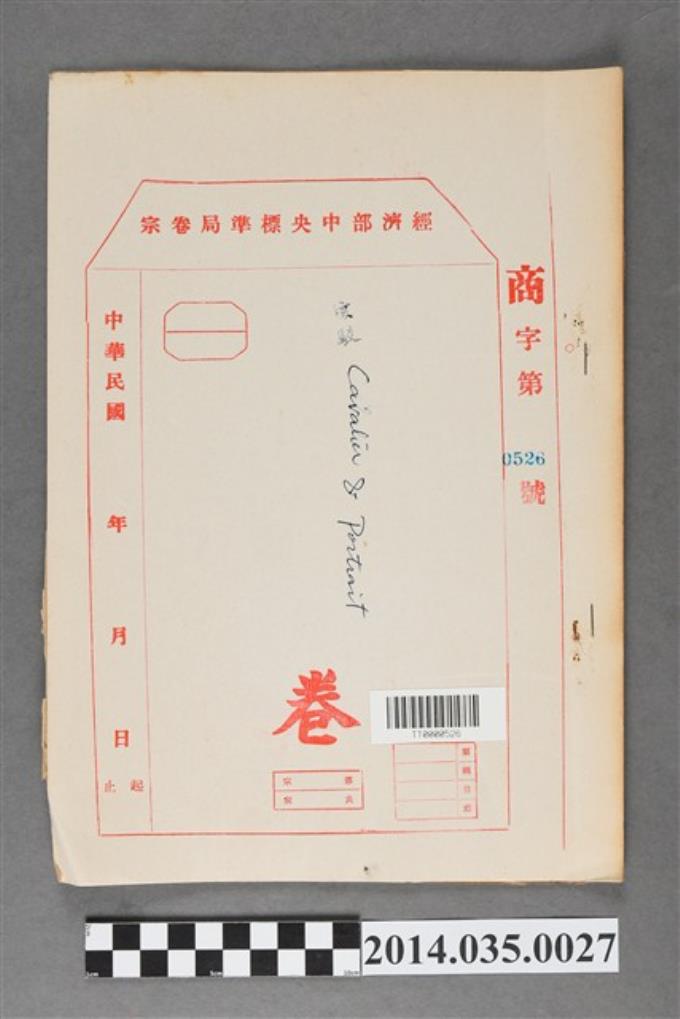 經濟部中央標準局卷宗
商字第
0526
號
Cavalier & Portrait
卷
中華民國 年 月 日
起
止
TT0000526
2014.035.0027